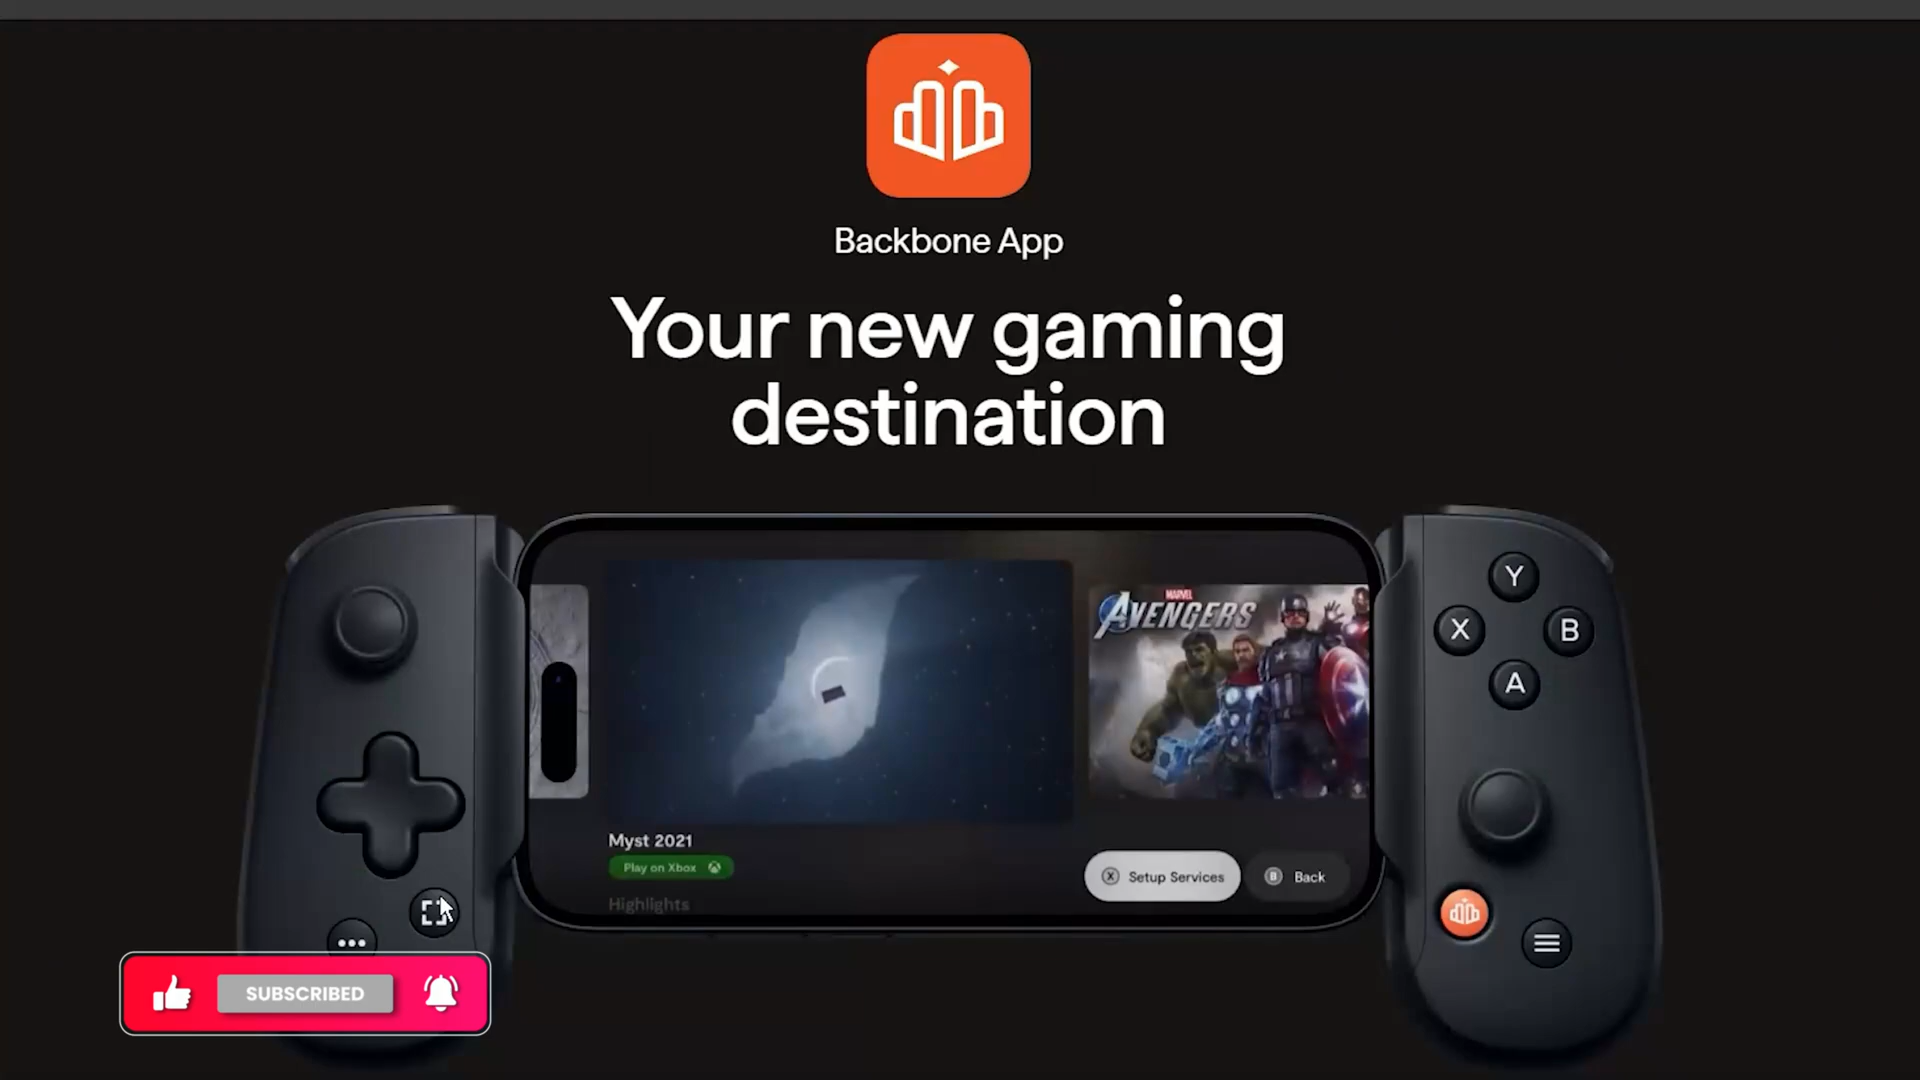 Backbone App
Your new gaming
destination
MARVEL
AVENGERS
Y
X
B
A
Myst 2021
Play on Xbox
X Setup Services
B Back
Highlights
SUBSCRIBED